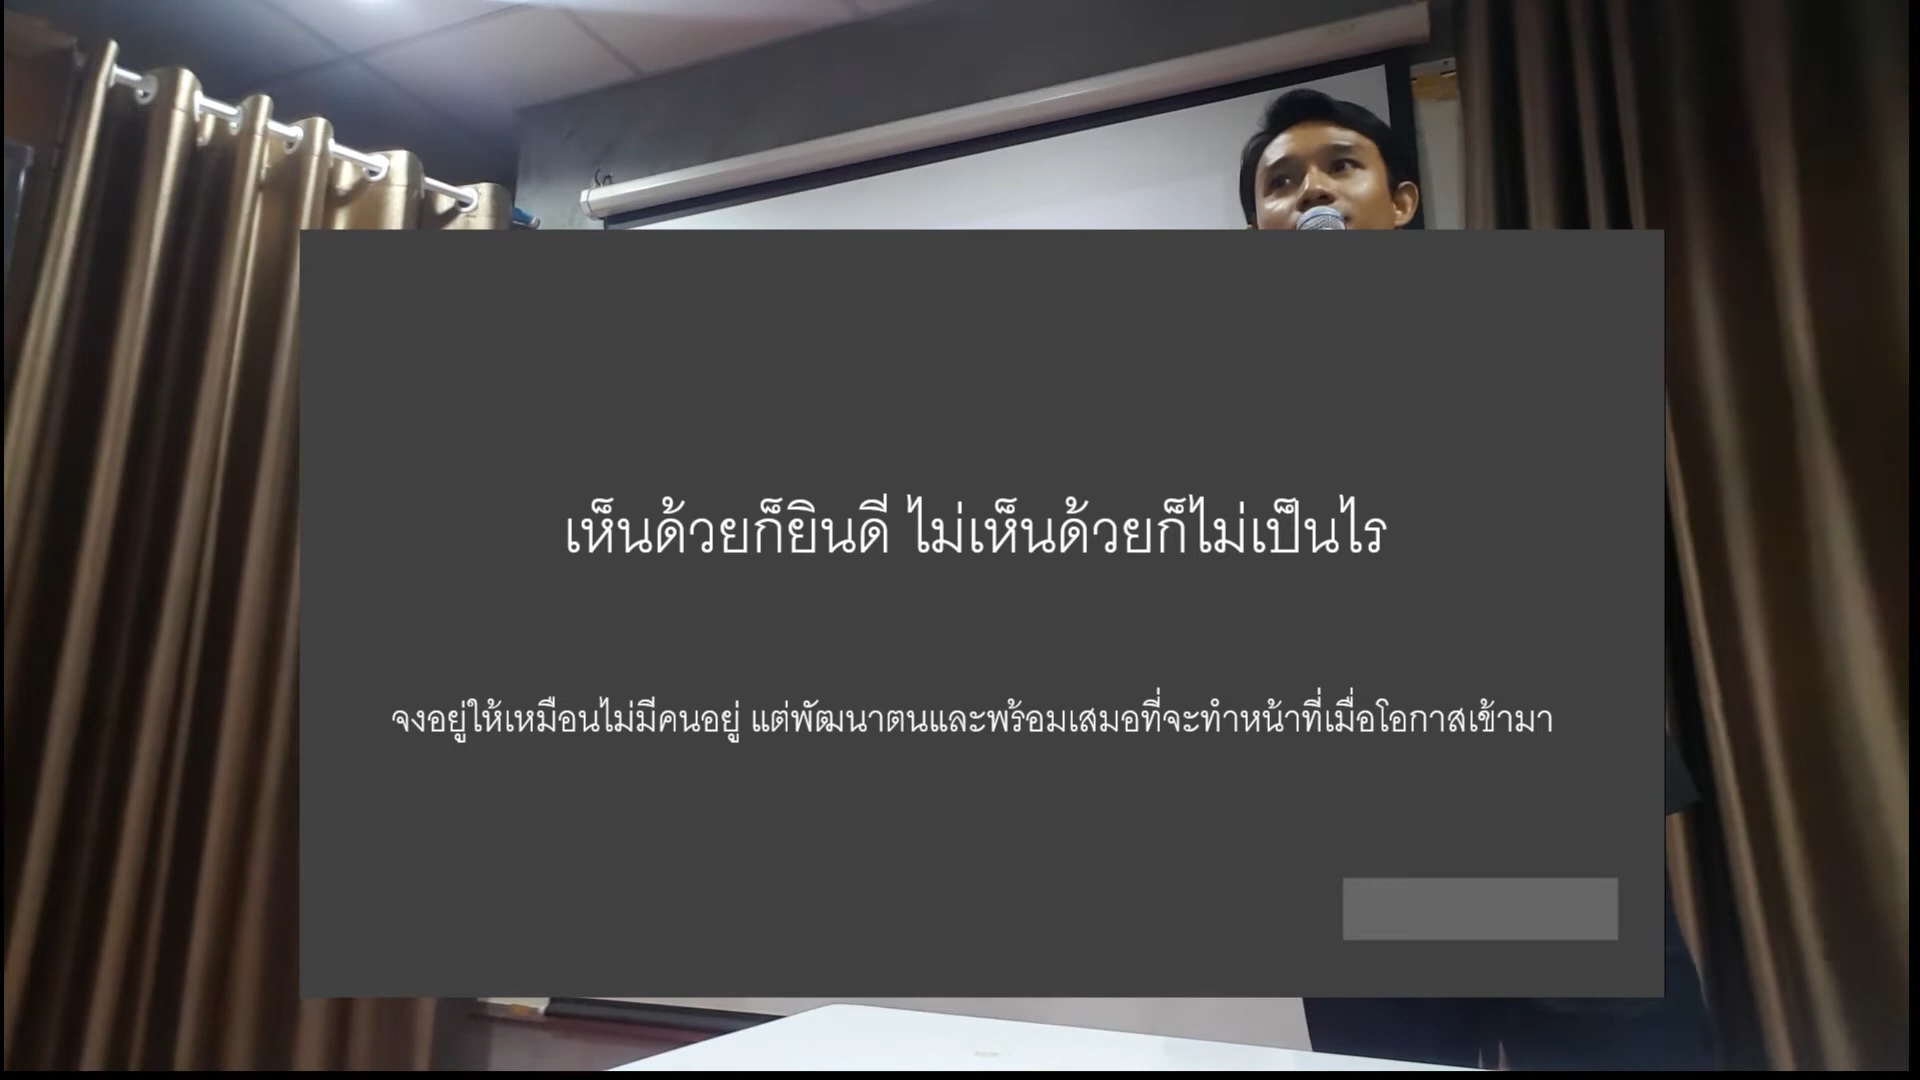 เห็นด้วยก็ยินดี ไม่เห็นด้วยก็ไม่เป็นไร
จงอยู่ให้เหมือนไม่มีคนอยู่ แต่พัฒนาตนและพร้อมเสมอที่จะทำหน้าที่เมื่อโอกาสเข้ามา